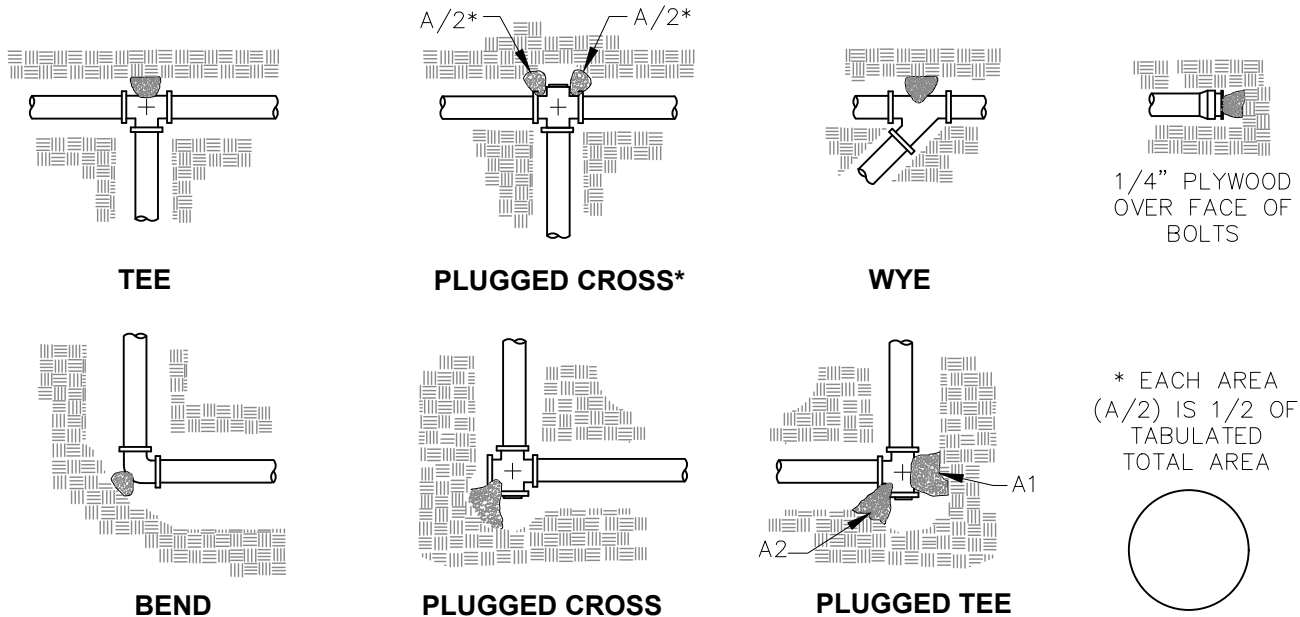 A/2*
A/2*
TEE
PLUGGED CROSS*
WYE
1/4" PLYWOOD
OVER FACE OF
BOLTS
BEND
PLUGGED CROSS
A1
A2
PLUGGED TEE
* EACH AREA
(A/2) IS 1/2 OF
TABULATED
TOTAL AREA